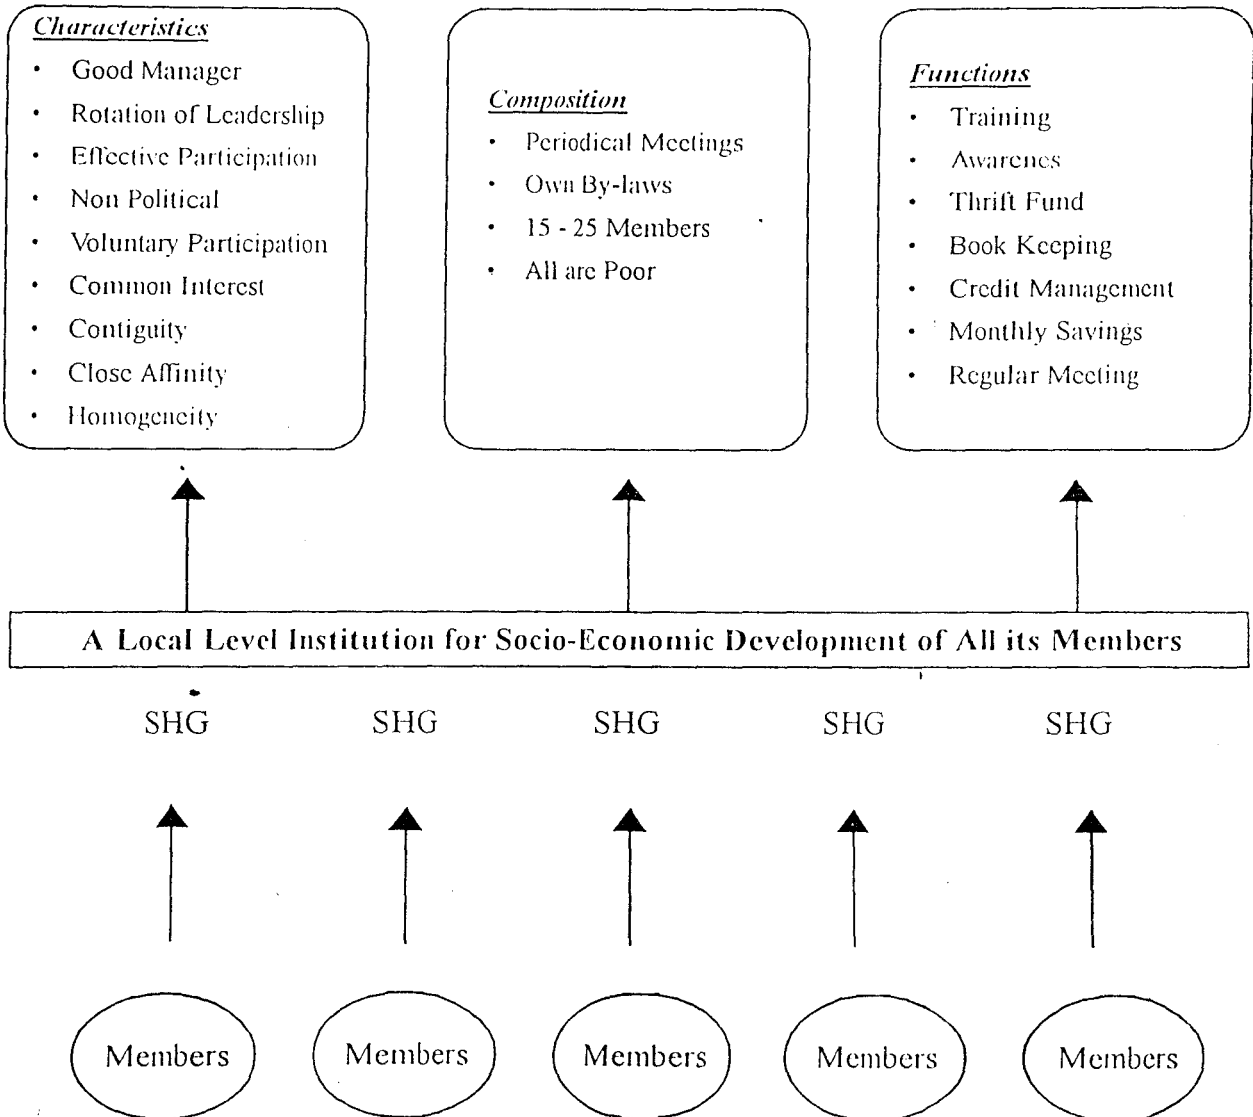 Characteristics
• Good Manager
• Rotation of Leadership
• Effective Participation
• Non Political
• Voluntary Participation
• Common Interest
• Contiguity
• Close Affinity
• Homogeneity
Composition
• Periodical Meetings
• Own By-laws
• 15 - 25 Members
• All are Poor
Functions
• Training
• Awarenes
• Thrift Fund
• Book Keeping
• Credit Management
• Monthly Savings
• Regular Meeting
A Local Level Institution for Socio-Economic Development of All its Members
SHG SHG SHG SHG SHG
Members Members Members Members Members